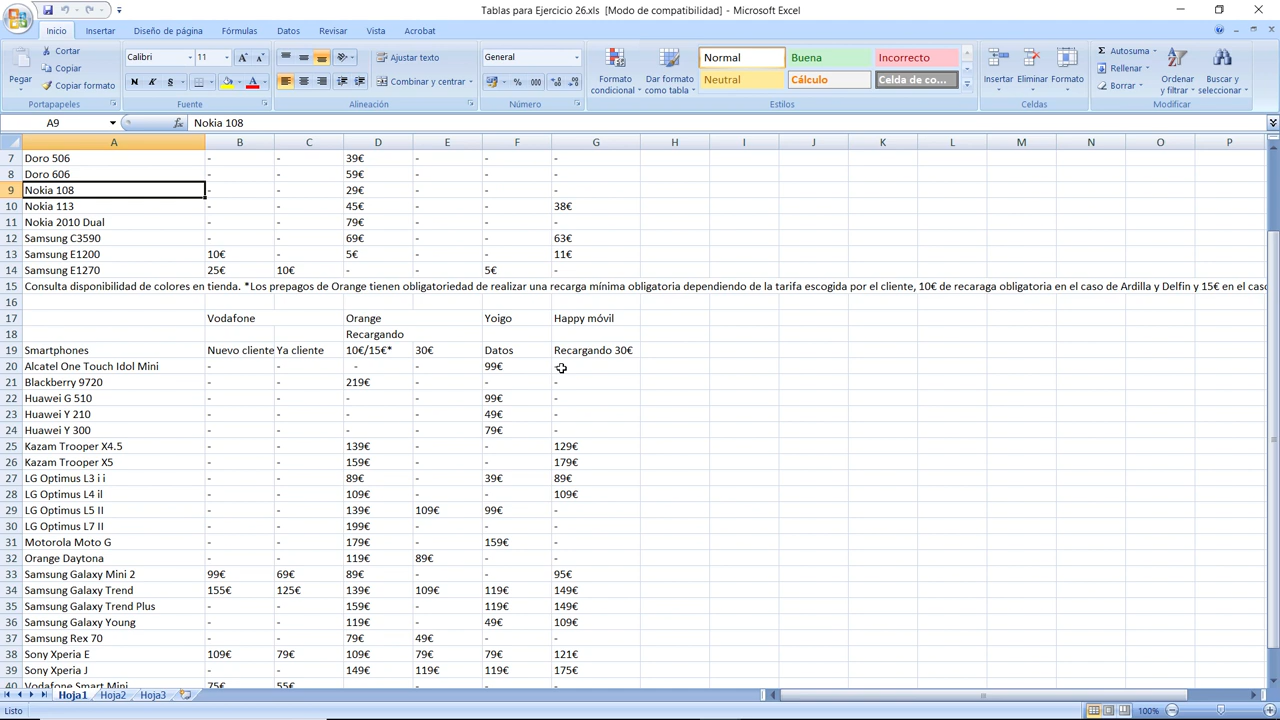 Tablas para Ejercicio 26.xls [Modo de compatibilidad] - Microsoft Excel
Inicio Insertar Diseño de página Fórmulas Datos Revisar Vista Acrobat
Pegar Cortar Copiar Copiar formato
Calibri 11
N K S
Ajustar texto
Combinar y centrar
General
% 000
Formato condicional Dar formato como tabla
Normal Buena Incorrecto
Neutral Cálculo Celda de co...
Insertar Eliminar Formato
Autosuma Rellenar Borrar
Ordenar y filtrar Buscar y seleccionar
Portapapeles Fuente Alineación Número Estilos Celdas Modificar
A9 fx Nokia 108
A B C D E F G H I J K L M N O P
7 Doro 506 - - 39€ - - -
8 Doro 606 - - 59€ - - -
9 Nokia 108 - - 29€ - - -
10 Nokia 113 - - 45€ - - 38€
11 Nokia 2010 Dual - - 79€ - - -
12 Samsung C3590 - - 69€ - - 63€
13 Samsung E1200 10€ - 5€ - - 11€
14 Samsung E1270 25€ 10€ - - 5€ -
15 Consulta disponibilidad de colores en tienda. *Los prepagos de Orange tienen obligatoriedad de realizar una recarga mínima obligatoria dependiendo de la tarifa escogida por el cliente, 10€ de recaraga obligatoria en el caso de Ardilla y Delfin y 15€ en el caso
16
17 Vodafone Orange Yoigo Happy móvil
18 Recargando
19 Smartphones Nuevo cliente Ya cliente 10€/15€* 30€ Datos Recargando 30€
20 Alcatel One Touch Idol Mini - - - - 99€ -
21 Blackberry 9720 - - 219€ - - -
22 Huawei G 510 - - - - 99€ -
23 Huawei Y 210 - - - - 49€ -
24 Huawei Y 300 - - - - 79€ -
25 Kazam Trooper X4.5 - - 139€ - - 129€
26 Kazam Trooper X5 - - 159€ - - 179€
27 LG Optimus L3 i i - - 89€ - 39€ 89€
28 LG Optimus L4 il - - 109€ - - 109€
29 LG Optimus L5 II - - 139€ 109€ 99€ -
30 LG Optimus L7 II - - 199€ - - -
31 Motorola Moto G - - 179€ - 159€ -
32 Orange Daytona - - 119€ 89€ - -
33 Samsung Galaxy Mini 2 99€ 69€ 89€ - - 95€
34 Samsung Galaxy Trend 155€ 125€ 139€ 109€ 119€ 149€
35 Samsung Galaxy Trend Plus - - 159€ - 119€ 149€
36 Samsung Galaxy Young - - 119€ - 49€ 109€
37 Samsung Rex 70 - - 79€ 49€ - -
38 Sony Xperia E 109€ 79€ 109€ 79€ 79€ 121€
39 Sony Xperia J - - 149€ 119€ 119€ 175€
40 Vodafone Smart Mini 75€ 55€ - - - -
Hoja1 Hoja2 Hoja3
Listo 100%